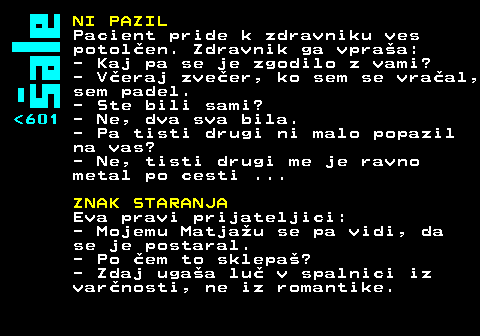 šale
<601
NI PAZIL
Pacient pride k zdravniku ves
potolčen. Zdravnik ga vpraša:
- Kaj pa se je zgodilo z vami?
- Včeraj zvečer, ko sem se vračal,
sem padel.
- Ste bili sami?
- Ne, dva sva bila.
- Pa tisti drugi ni malo popazil
na vas?
- Ne, tisti drugi me je ravno
metal po cesti ...
ZNAK STARANJA
Eva pravi prijateljici:
- Mojemu Matjažu se pa vidi, da
se je postaral.
- Po čem to sklepaš?
- Zdaj ugaša luč v spalnici iz
varčnosti, ne iz romantike.